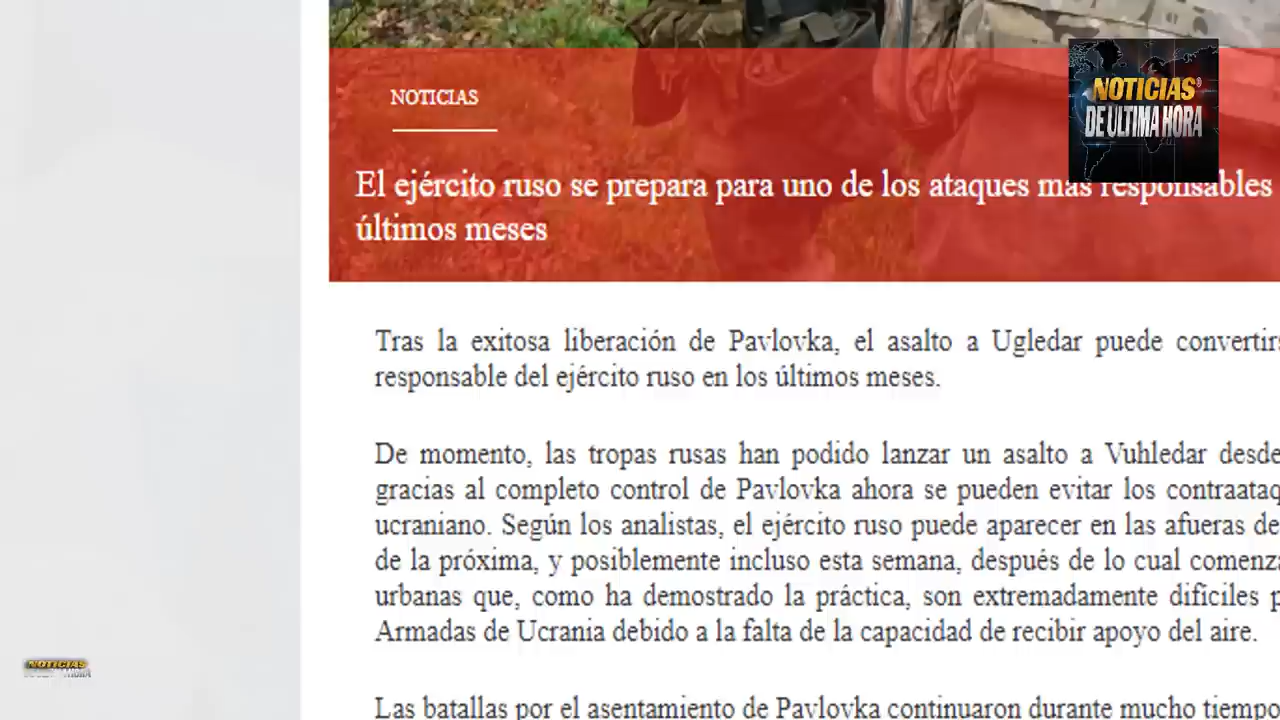 NOTICIAS
NOTICIAS
DE ULTIMA HORA
El ejército ruso se prepara para uno de los ataques más responsables
últimos meses
Tras la exitosa liberación de Pavlovka, el asalto a Ugledar puede convertirs
responsable del ejército ruso en los últimos meses.
De momento, las tropas rusas han podido lanzar un asalto a Vuhledar desde
gracias al completo control de Pavlovka ahora se pueden evitar los contraataq
ucraniano. Según los analistas, el ejército ruso puede aparecer en las afueras de
de la próxima, y posiblemente incluso esta semana, después de lo cual comenza
urbanas que, como ha demostrado la práctica, son extremadamente difíciles p
Armadas de Ucrania debido a la falta de la capacidad de recibir apoyo del aire.
NOTICIAS
Las batallas por el asentamiento de Pavlovka continuaron durante mucho tiempo